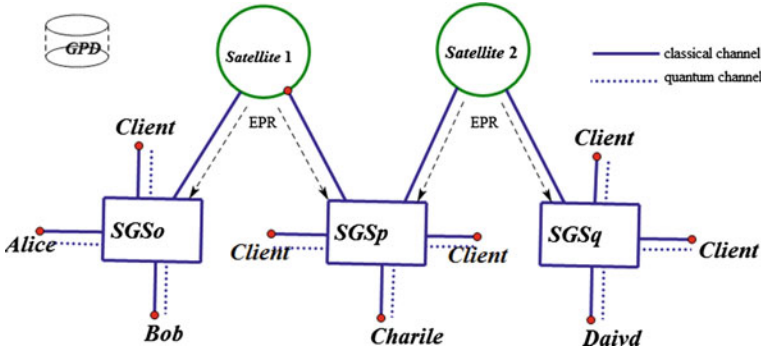 GPD
Satellite 1
Satellite 2
classical channel
quantum channel
EPR
EPR
Client
Client
SGSo
SGSp
SGSq
Alice
Client
Client
Client
Bob
Charile
Daiyd